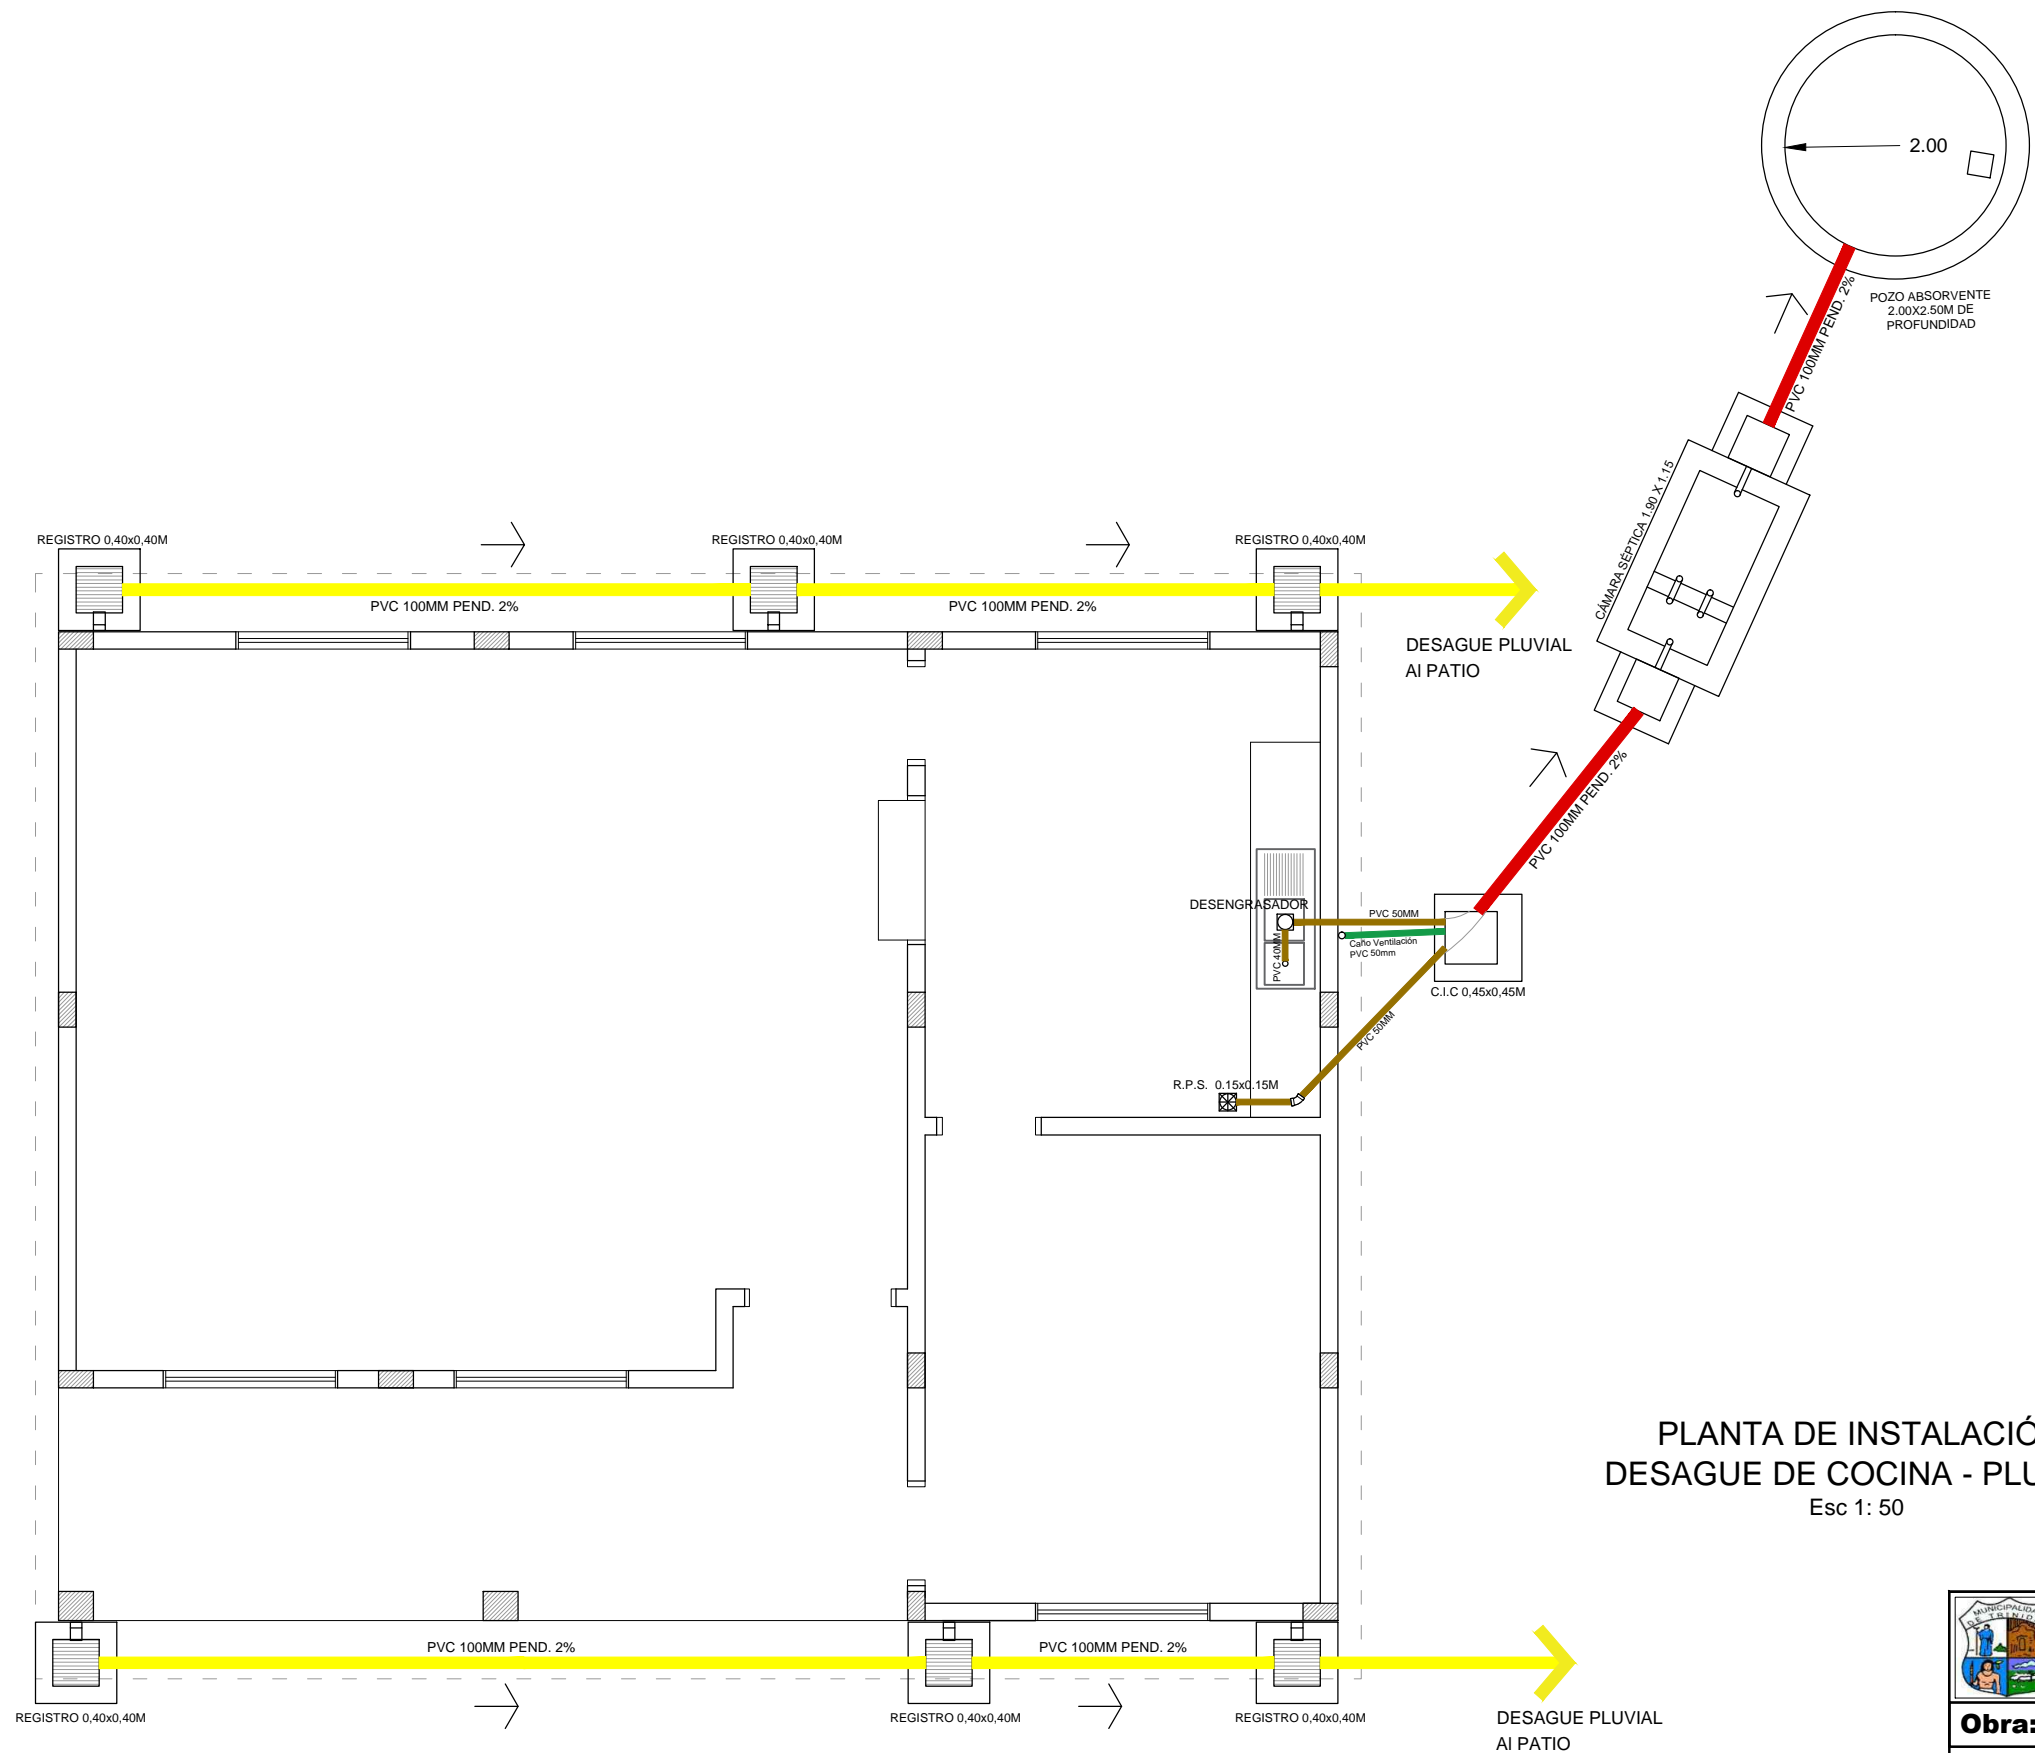 2.00
POZO ABSORVENTE
2.00X2.50M DE
PROFUNDIDAD
PVC 100MM PEND. 2%
CÁMARA SÉPTICA 1.90 X 1.15
REGISTRO 0,40x0,40M
REGISTRO 0,40x0,40M
REGISTRO 0,40x0,40M
PVC 100MM PEND. 2%
PVC 100MM PEND. 2%
DESAGUE PLUVIAL
Al PATIO
PVC 100MM PEND. 2%
DESENGRASADOR
PVC 50MM
Caño Ventilación
PVC 50mm
PVC 40MM
C.I.C 0,45x0,45M
PVC 50MM
R.P.S. 0.15x0.15M
PLANTA DE INSTALACIÓ
DESAGUE DE COCINA - PLU
Esc 1: 50
MUNICIPALIDA
DE TRINID
PVC 100MM PEND. 2%
PVC 100MM PEND. 2%
REGISTRO 0,40x0,40M
REGISTRO 0,40x0,40M
REGISTRO 0,40x0,40M
DESAGUE PLUVIAL
Al PATIO
Obra: